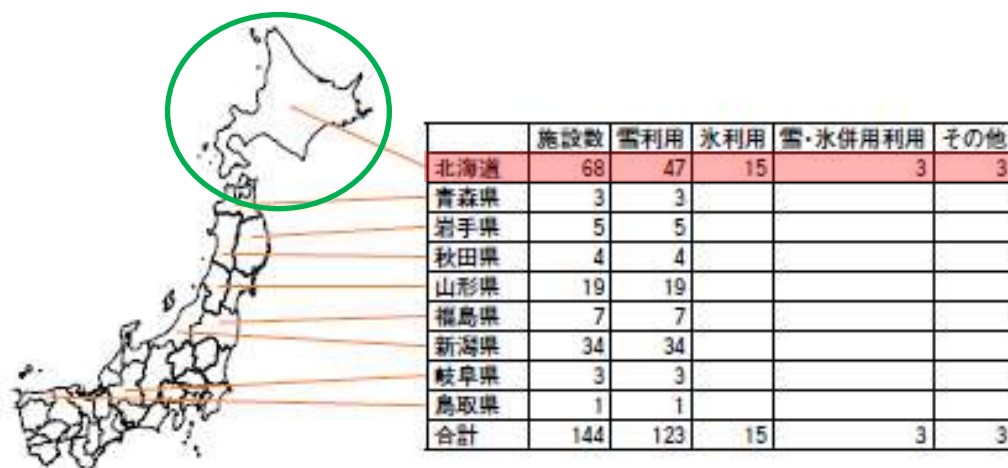 施設数 雪利用 氷利用 雪・氷併用利用 その他
北海道 68 47 15 3 3
青森県 3 3
岩手県 5 5
秋田県 4 4
山形県 19 19
福島県 7 7
新潟県 34 34
岐阜県 3 3
鳥取県 1 1
合計 144 123 15 3 3